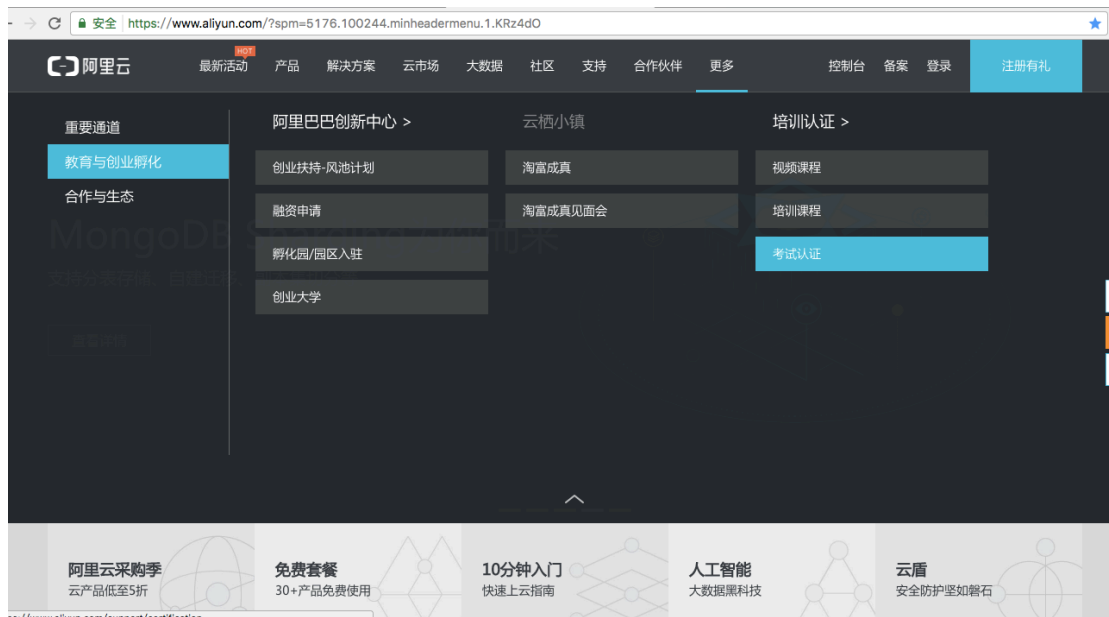 安全 https://www.aliyun.com/?spm=5176.100244.minheadermenu.1.KRz4dO
HOT
阿里云 最新活动 产品 解决方案 云市场 大数据 社区 支持 合作伙伴 更多 控制台 备案 登录 注册有礼
重要通道 阿里巴巴创新中心 > 云栖小镇 培训认证 >
教育与创业孵化 创业扶持-风池计划 淘富成真 视频课程
合作与生态 融资申请 淘富成真见面会 培训课程
MongoDB Sharding
孵化园/园区入驻 考试认证
创业大学
查看详情
阿里云采购季 免费套餐 10分钟入门 人工智能 云盾
云产品低至5折 30+产品免费使用 快速上云指南 大数据黑科技 安全防护坚如磐石